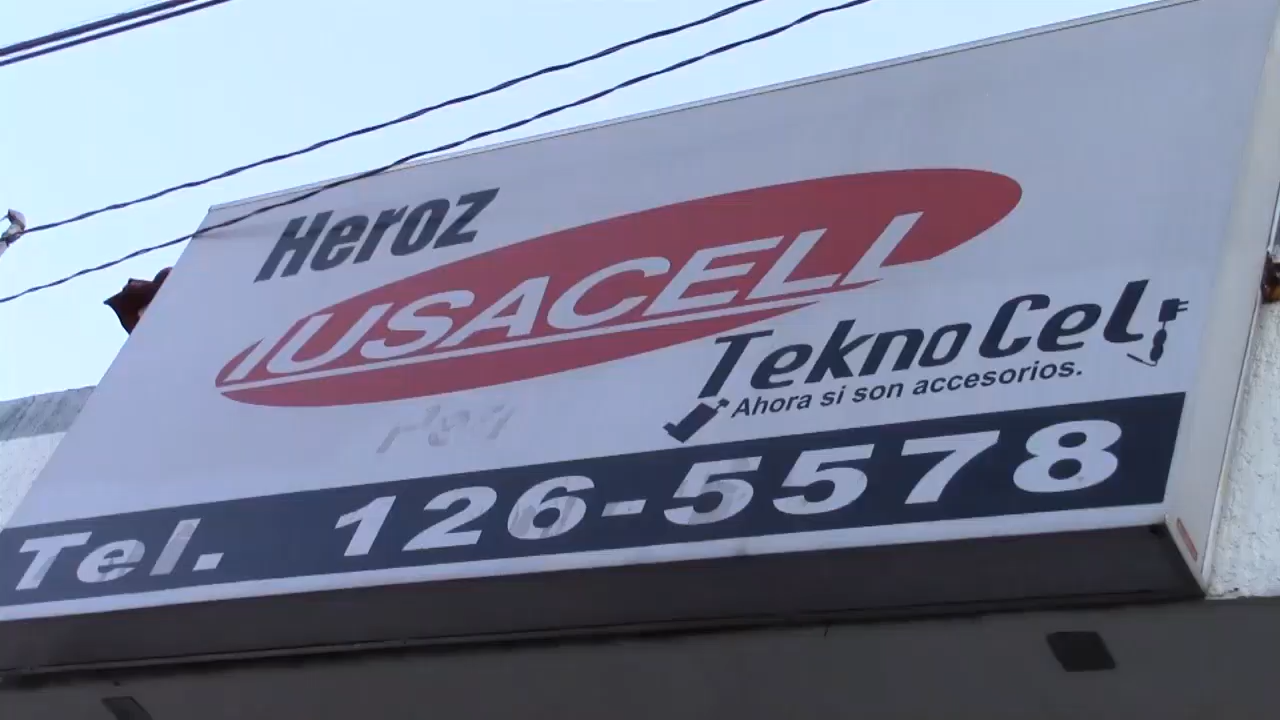 Heroz
IUSACELL
TeknoCel
Ahora si son accesorios.
Tel. 126-5578